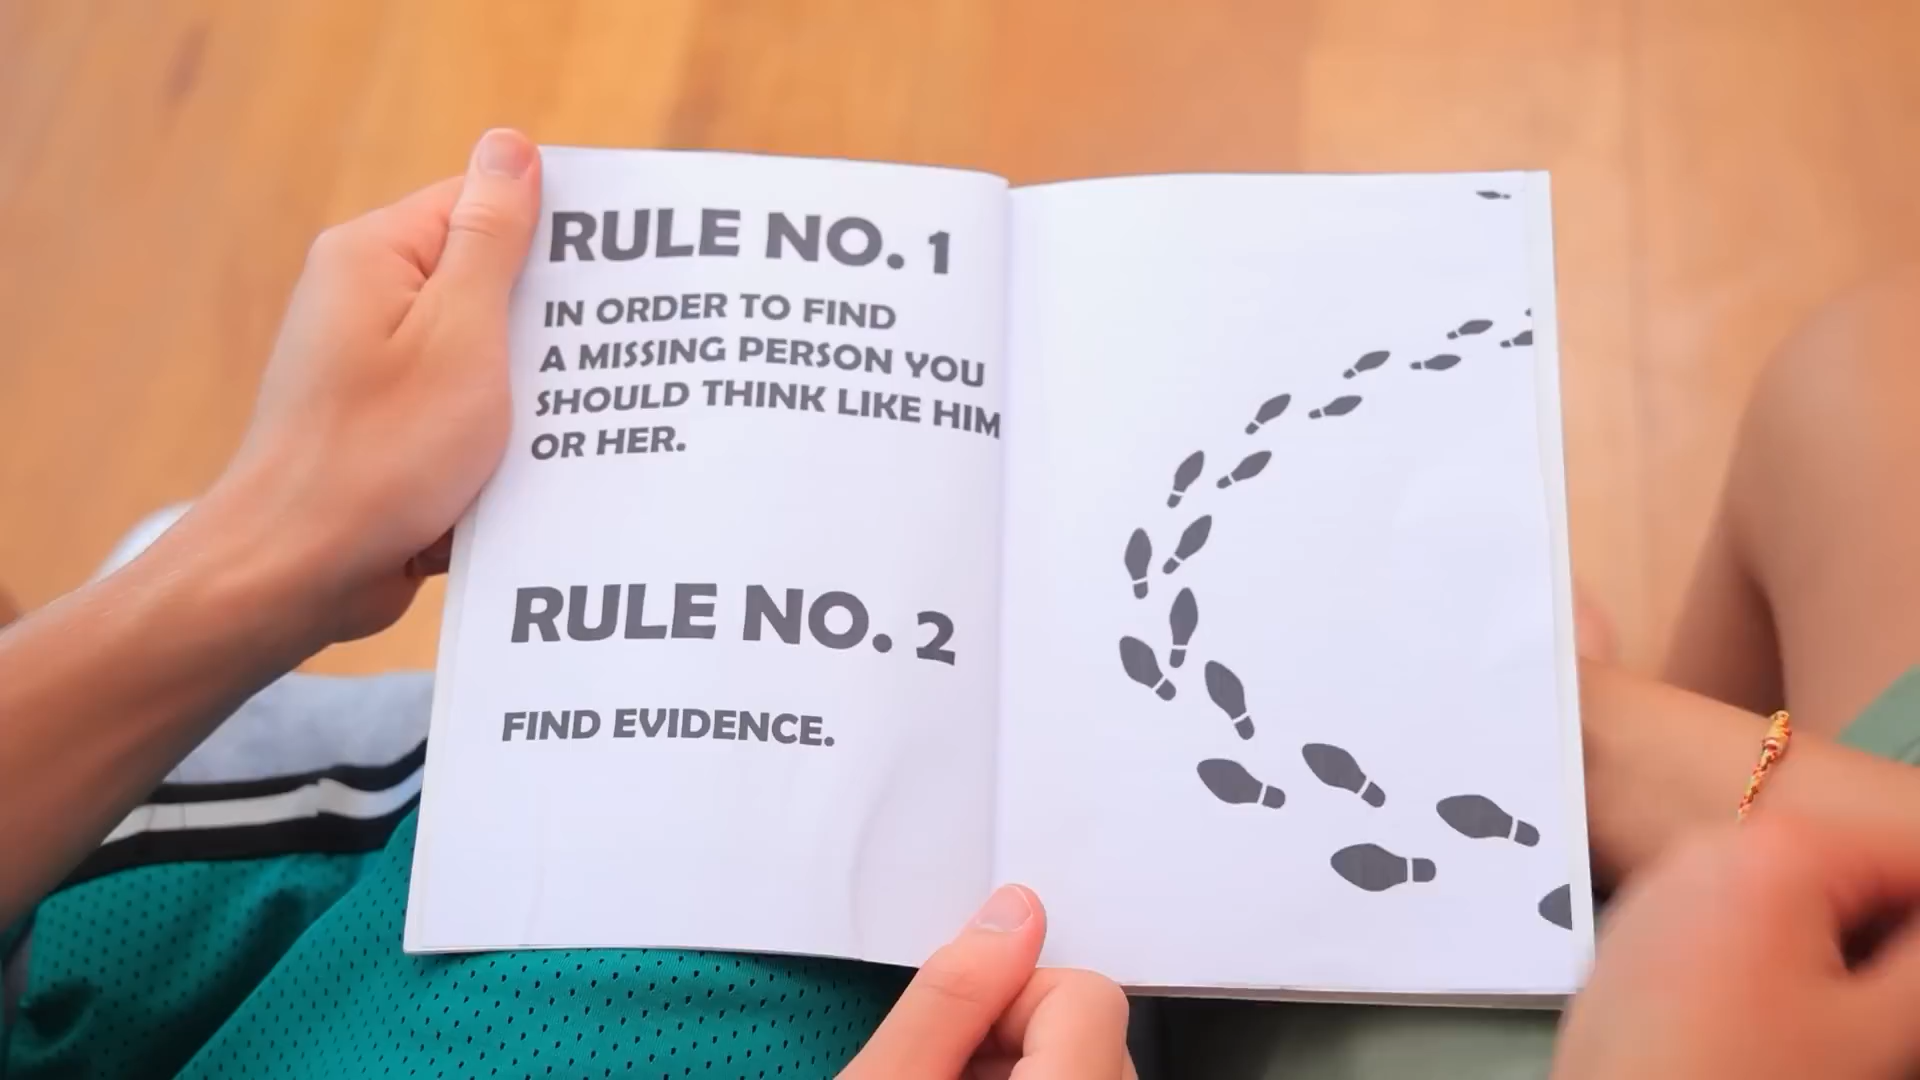 RULE NO. 1
IN ORDER TO FIND
A MISSING PERSON YOU
SHOULD THINK LIKE HIM
OR HER.
RULE NO. 2
FIND EVIDENCE.